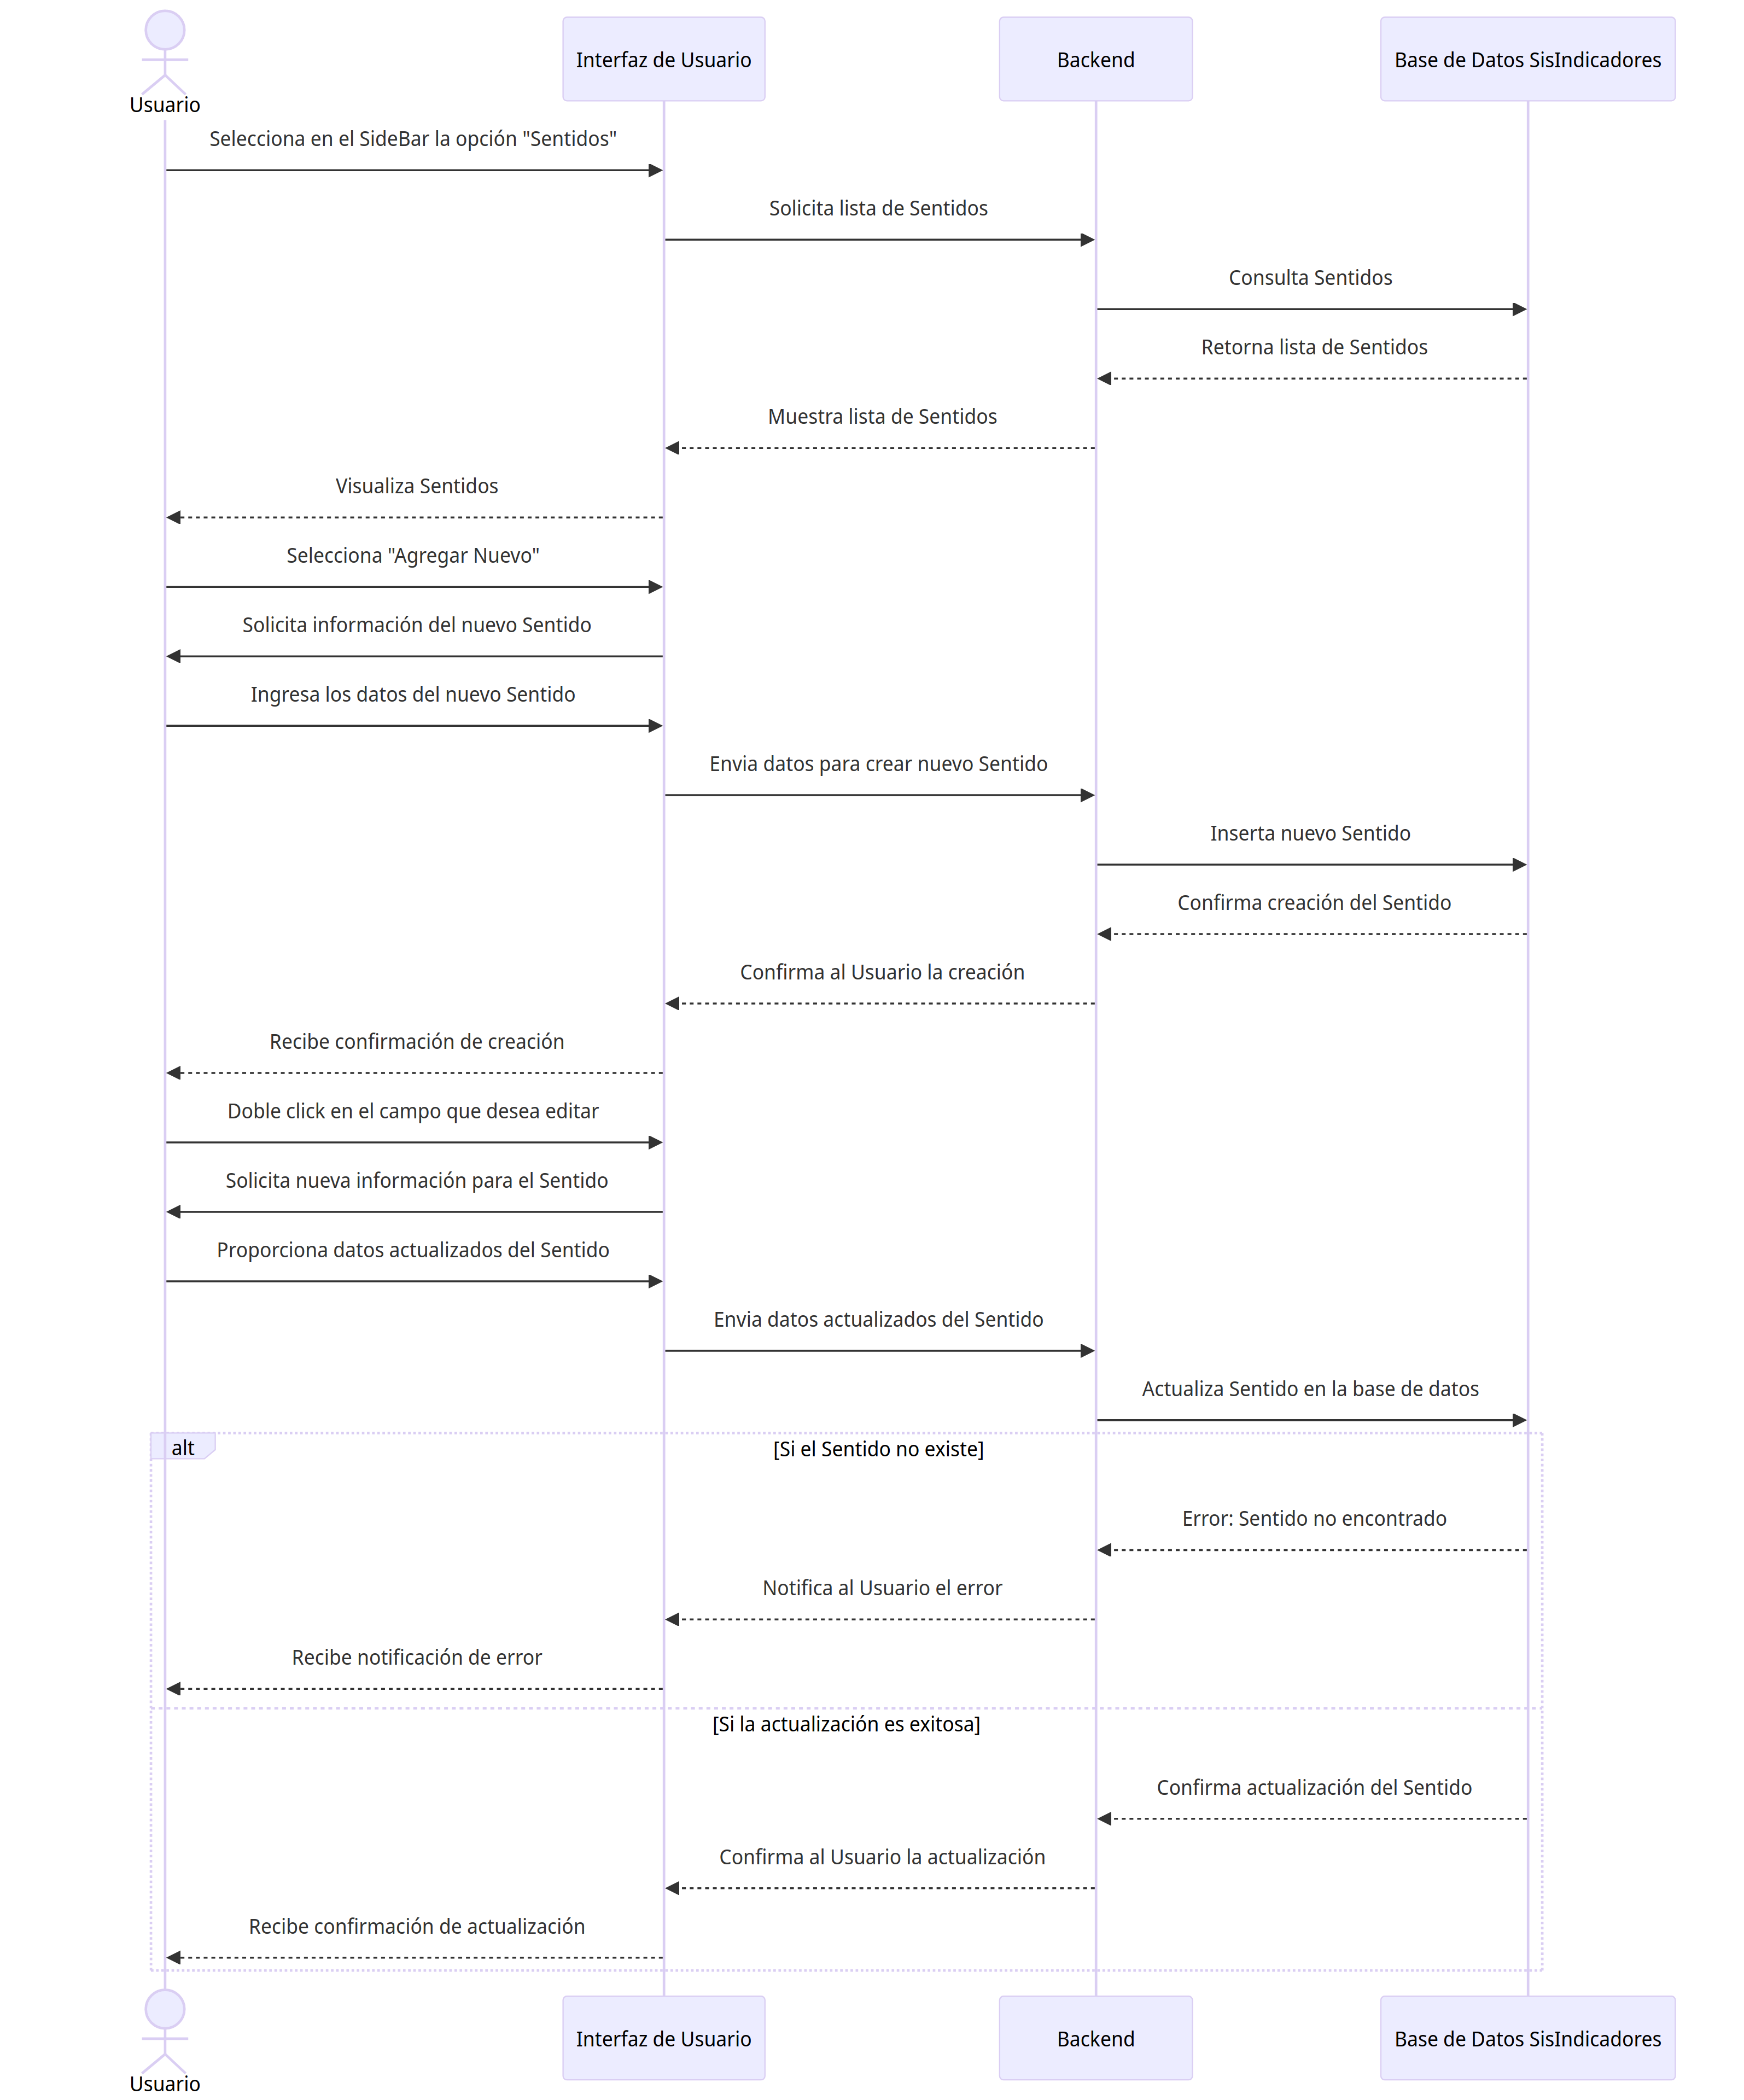 Usuario
Interfaz de Usuario
Backend
Base de Datos SisIndicadores
Selecciona en el SideBar la opción "Sentidos"
Solicita lista de Sentidos
Consulta Sentidos
Retorna lista de Sentidos
Muestra lista de Sentidos
Visualiza Sentidos
Selecciona "Agregar Nuevo"
Solicita información del nuevo Sentido
Ingresa los datos del nuevo Sentido
Envia datos para crear nuevo Sentido
Inserta nuevo Sentido
Confirma creación del Sentido
Confirma al Usuario la creación
Recibe confirmación de creación
Doble click en el campo que desea editar
Solicita nueva información para el Sentido
Proporciona datos actualizados del Sentido
Envia datos actualizados del Sentido
Actualiza Sentido en la base de datos
alt
[Si el Sentido no existe]
Error: Sentido no encontrado
Notifica al Usuario el error
Recibe notificación de error
[Si la actualización es exitosa]
Confirma actualización del Sentido
Confirma al Usuario la actualización
Recibe confirmación de actualización
Usuario
Interfaz de Usuario
Backend
Base de Datos SisIndicadores